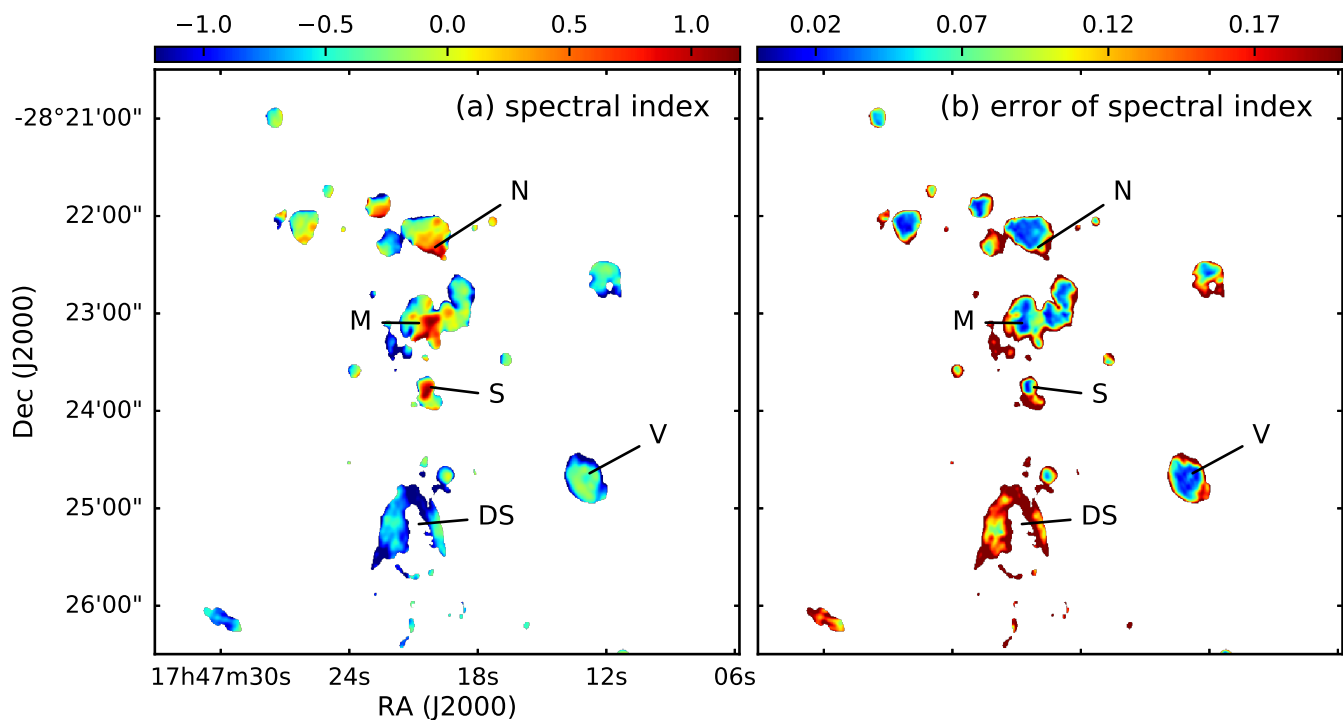 −1.0 −0.5 0.0 0.5 1.0
0.02 0.07 0.12 0.17
(a) spectral index
(b) error of spectral index
-28°21'00"
22'00"
23'00"
24'00"
25'00"
26'00"
Dec (J2000)
N
M
S
V
DS
N
M
S
V
DS
17h47m30s 24s 18s 12s 06s
RA (J2000)